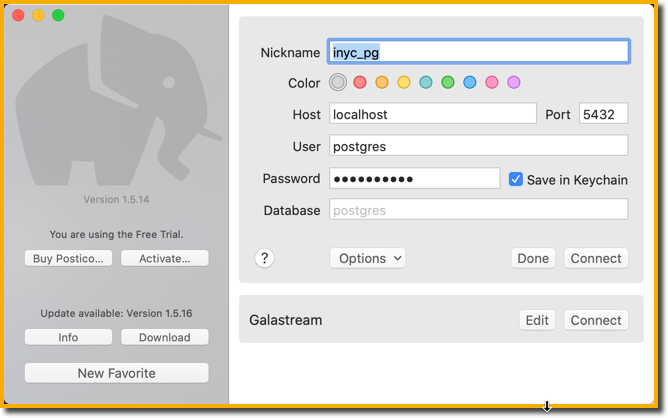 Version 1.5.14
You are using the Free Trial.
Buy Postico... Activate...
Update available: Version 1.5.16
Info Download
New Favorite
Nickname inyc_pg
Color
Host localhost Port 5432
User postgres
Password ●●●●●●●●●● Save in Keychain
Database postgres
? Options Done Connect
Galastream Edit Connect